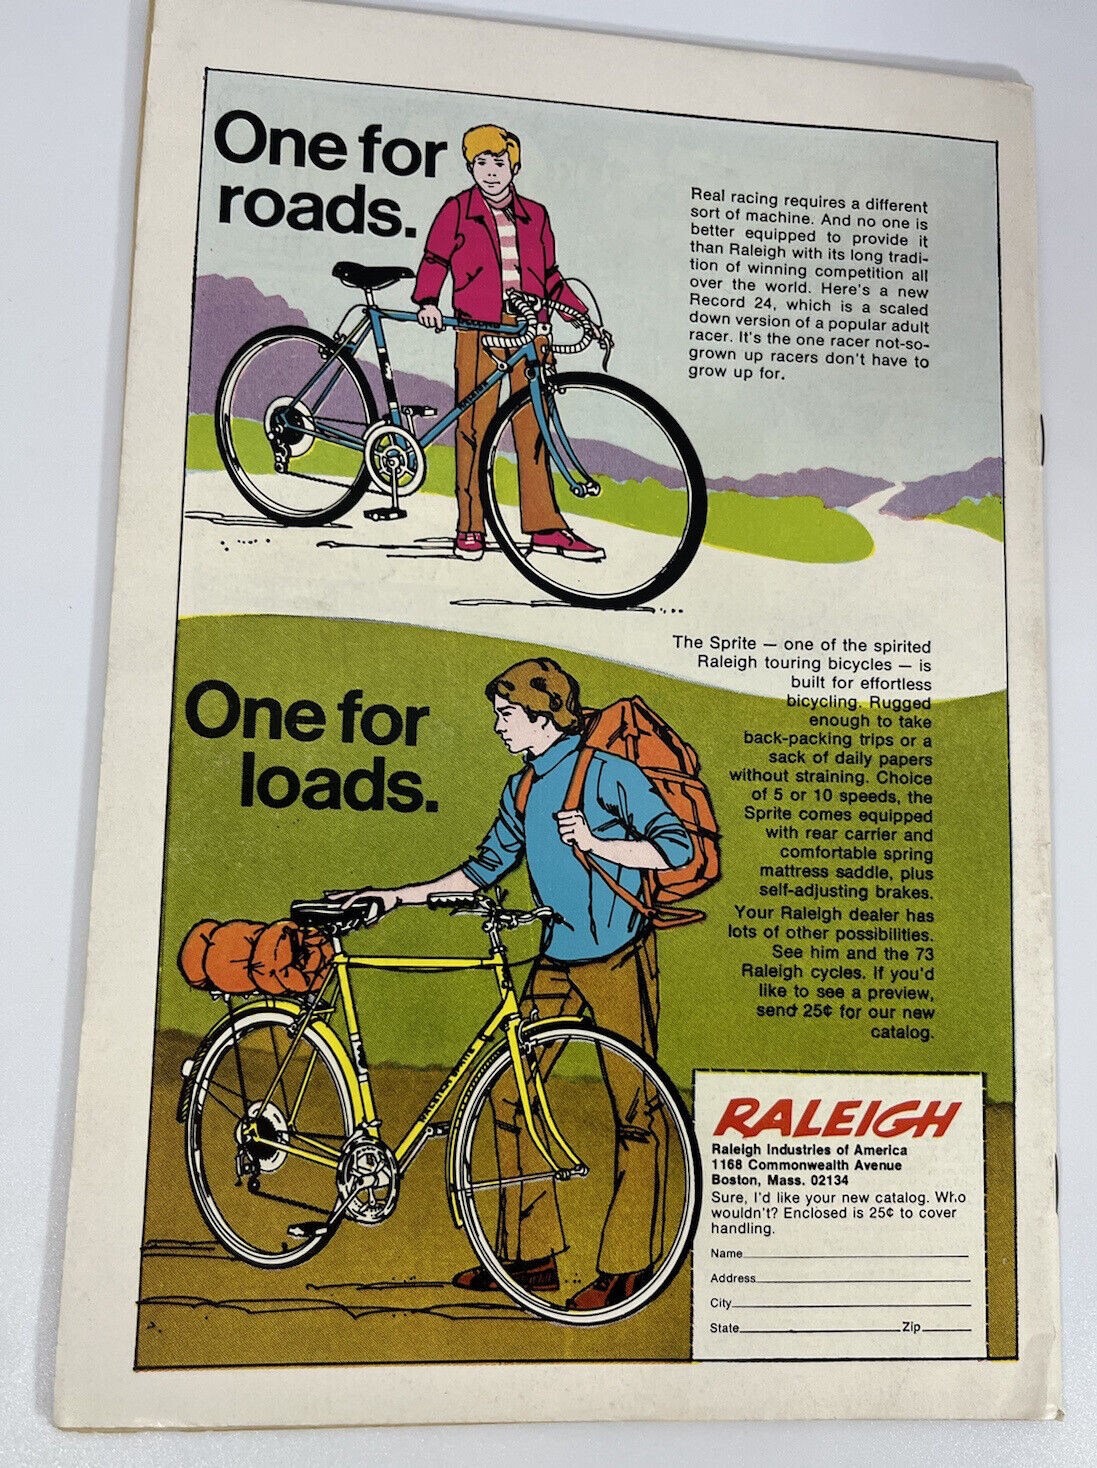 One for
roads.
Real racing requires a different
sort of machine. And no one is
better equipped to provide it
than Raleigh with its long tradi-
tion of winning competition all
over the world. Here's a new
Record 24, which is a scaled
down version of a popular adult
racer. It's the one racer not-so-
grown up racers don't have to
grow up for.
RALEIGH
The Sprite — one of the spirited
Raleigh touring bicycles — is
built for effortless
bicycling. Rugged
enough to take
back-packing trips or a
sack of daily papers
without straining. Choice
of 5 or 10 speeds, the
Sprite comes equipped
with rear carrier and
comfortable spring
mattress saddle, plus
self-adjusting brakes.
Your Raleigh dealer has
lots of other possibilities.
See him and the 73
Raleigh cycles. If you'd
like to see a preview,
send 25¢ for our new
catalog.
One for
loads.
RALEIGH SPRITE
RALEIGH
Raleigh Industries of America
1168 Commonwealth Avenue
Boston, Mass. 02134
Sure, I'd like your new catalog. Who
wouldn't? Enclosed is 25¢ to cover
handling.
Name
Address
City
State Zip